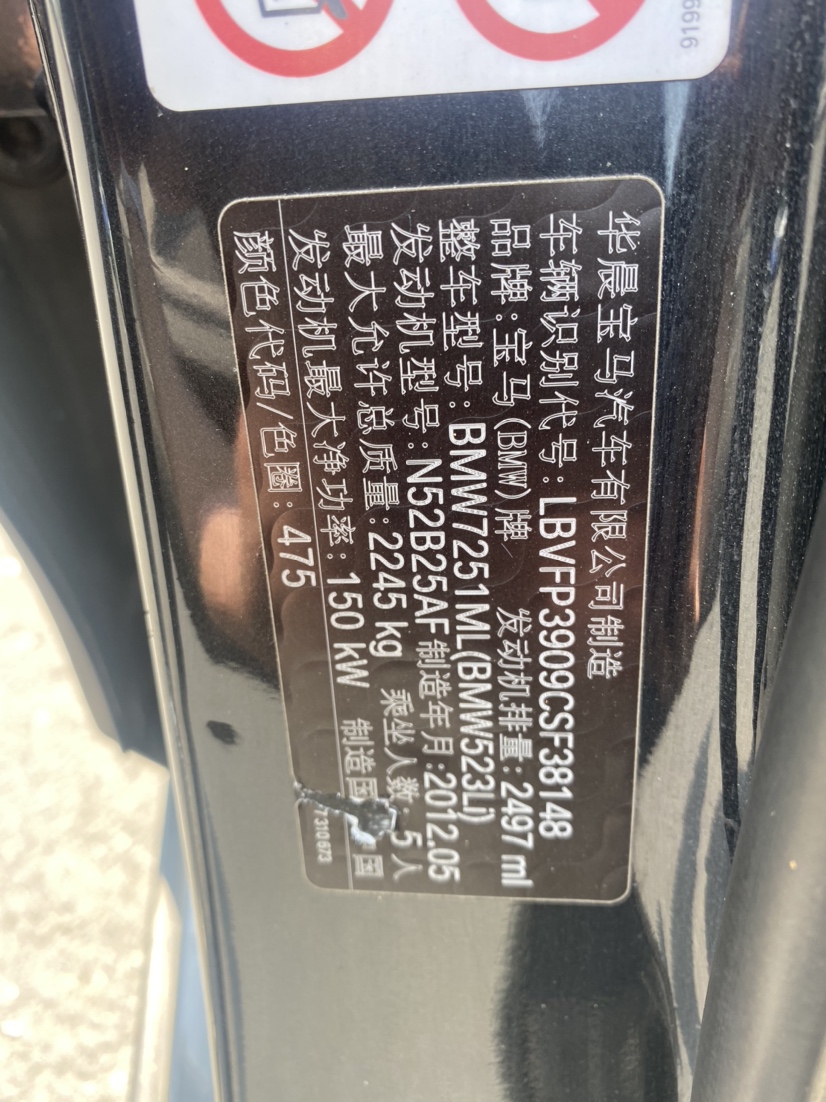 9199
华晨宝马汽车有限公司制造
车辆识别代号:LBVFP3909CSF38148
品牌:宝马(BMW)牌 发动机排量:2497 ml
整车型号:BMW7251ML(BMW523Li)
发动机型号:N52B25AF 制造年月:2012.05
最大允许总质量:2245 kg 乘坐人数:5人
发动机最大净功率:150 kW 制造国 国
颜色代码/色圈:475
7310673